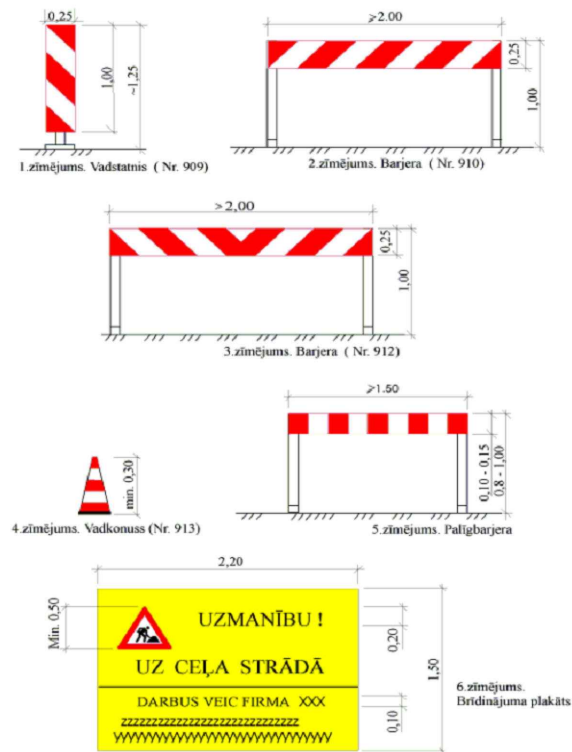 0,25
1,00
~1,25
1.zīmējums. Vadstatnis ( Nr. 909)
⩾2.00
0,25
1,00
2.zīmējums. Barjera ( Nr. 910)
>2,00
0,25
1,00
3.zīmējums. Barjera ( Nr. 912)
min. 0,30
4.zīmējums. Vadkonuss (Nr. 913)
⩾1.50
0,10 - 0,15
0,8 - 1,00
5.zīmējums. Palīgbarjera
2,20
Min. 0,50
UZMANĪBU !
0,20
UZ CEĻA STRĀDĀ
1,50
DARBUS VEIC FIRMA XXX
0,10
6.zīmējums.
Brīdinājuma plakāts